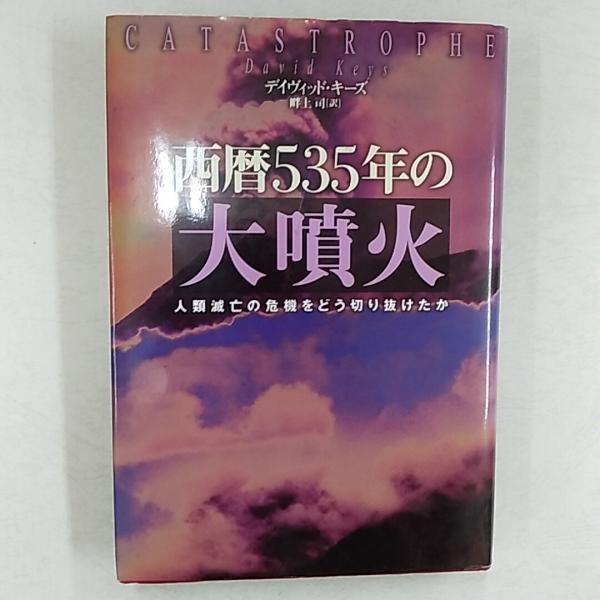 CATASTROPHE
David Keys
デイヴィッド・キーズ
畔上司[訳]
西暦535年の
大噴火
人類滅亡の危機をどう切り抜けたか